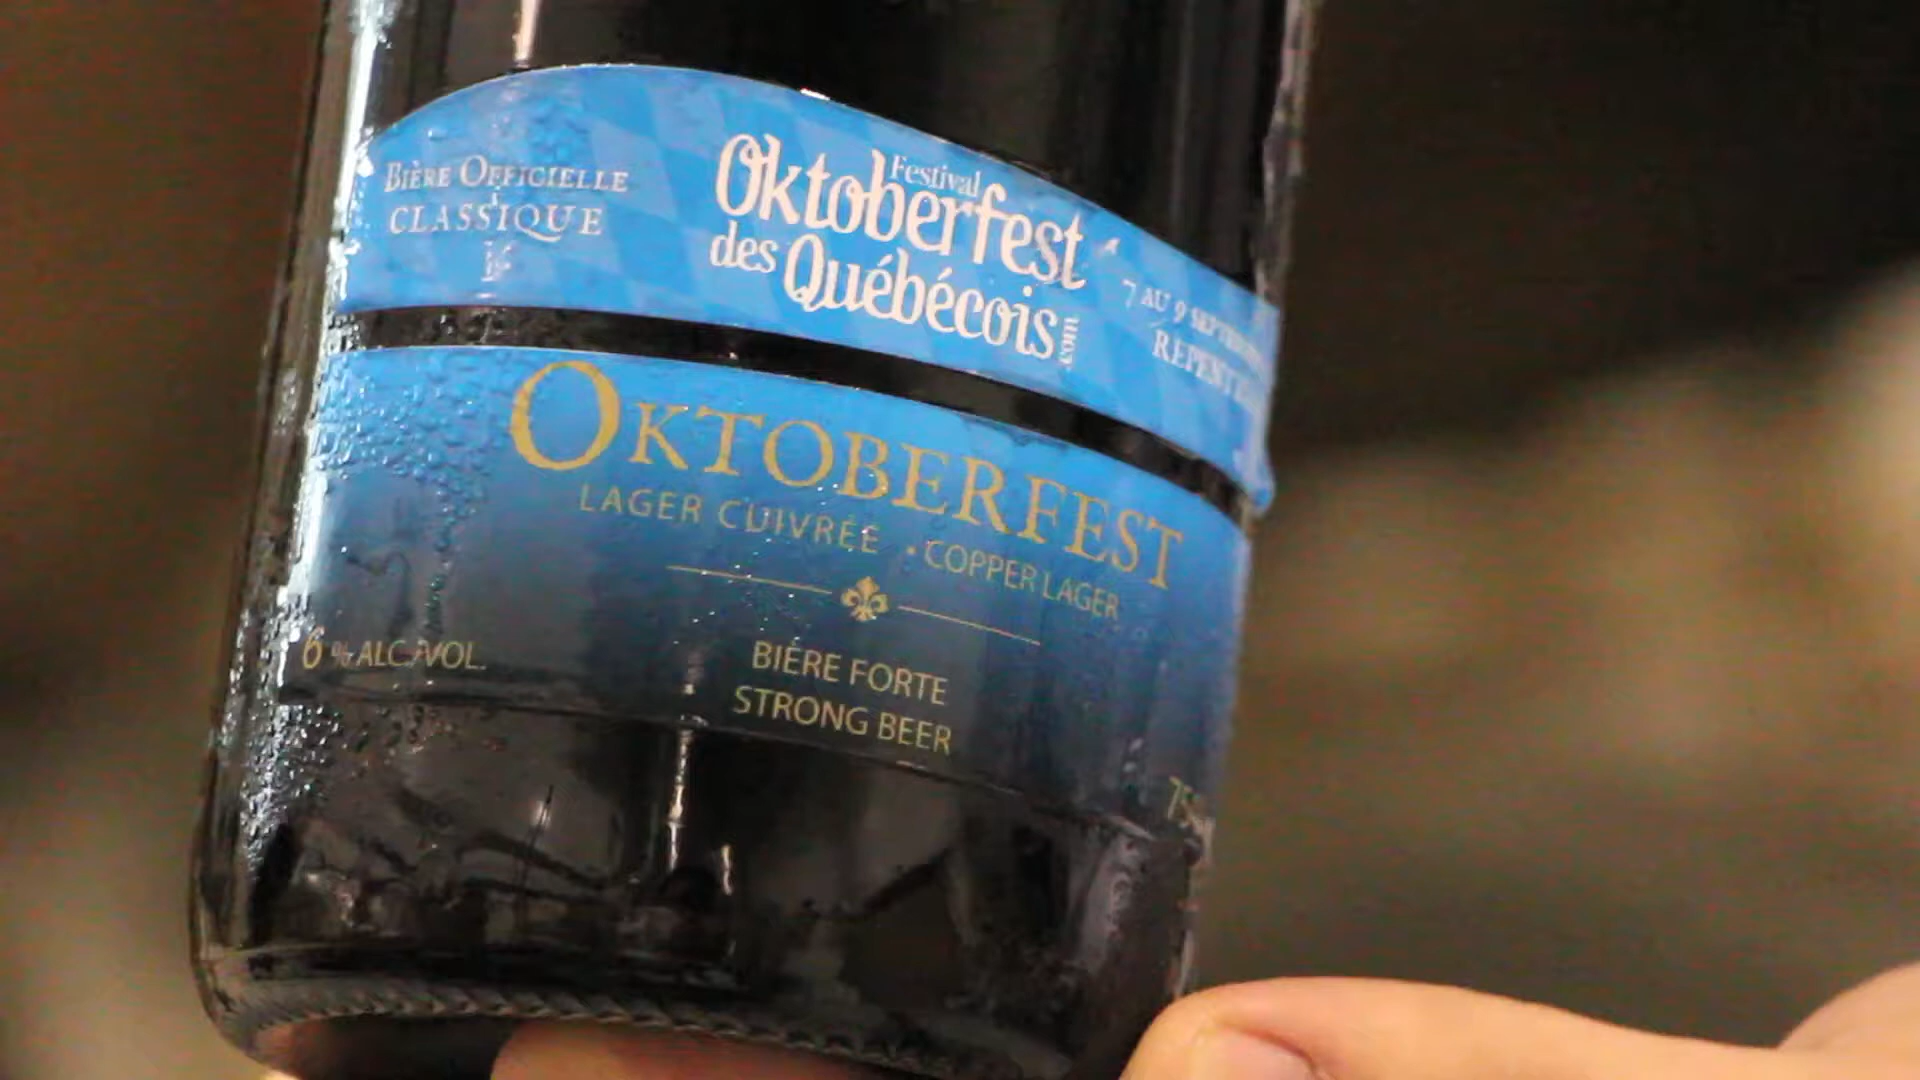 BIÈRE OFFICIELLE
CLASSIQUE
Festival
Oktoberfest
des Québécois
.com
7 AU 9
OKTOBERFEST
LAGER CUIVRÉE • COPPER LAGER
6 % ALC./VOL.
BIÈRE FORTE
STRONG BEER